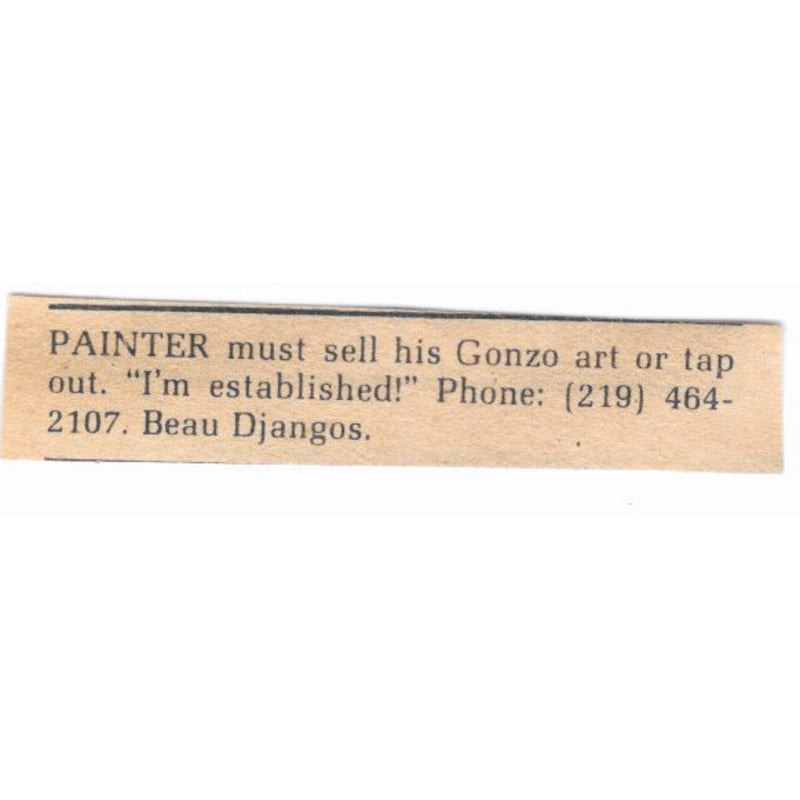 PAINTER must sell his Gonzo art or tap
out. “I'm established!” Phone: (219) 464-
2107. Beau Djangos.